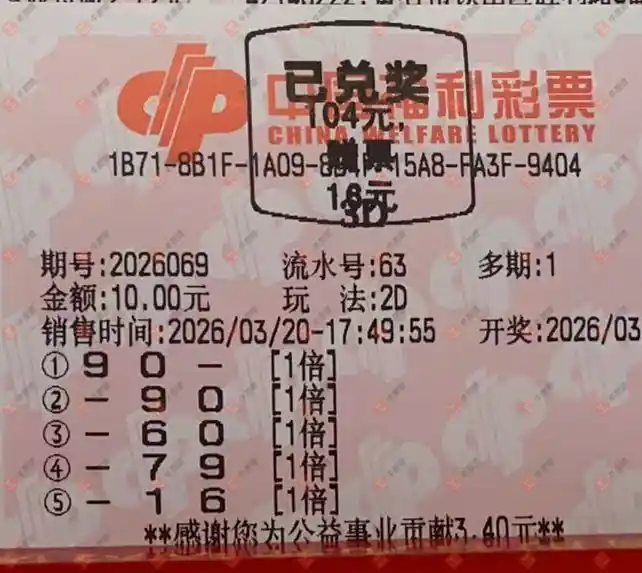 中国福利彩票
CHINA WELFARE LOTTERY
已兑奖
104元,
赠票
16元
3D
1B71-8B1F-1A09- 15A8-FA3F-9404
期号:2026069 流水号:63 多期:1
金额:10.00元 玩 法:2D
销售时间:2026/03/20-17:49:55 开奖:2026/03
① 9 0 - [1倍]
② - 9 0 [1倍]
③ - 6 0 [1倍]
④ - 7 9 [1倍]
⑤ - 1 6 [1倍]
**感谢您为公益事业贡献3.40元**